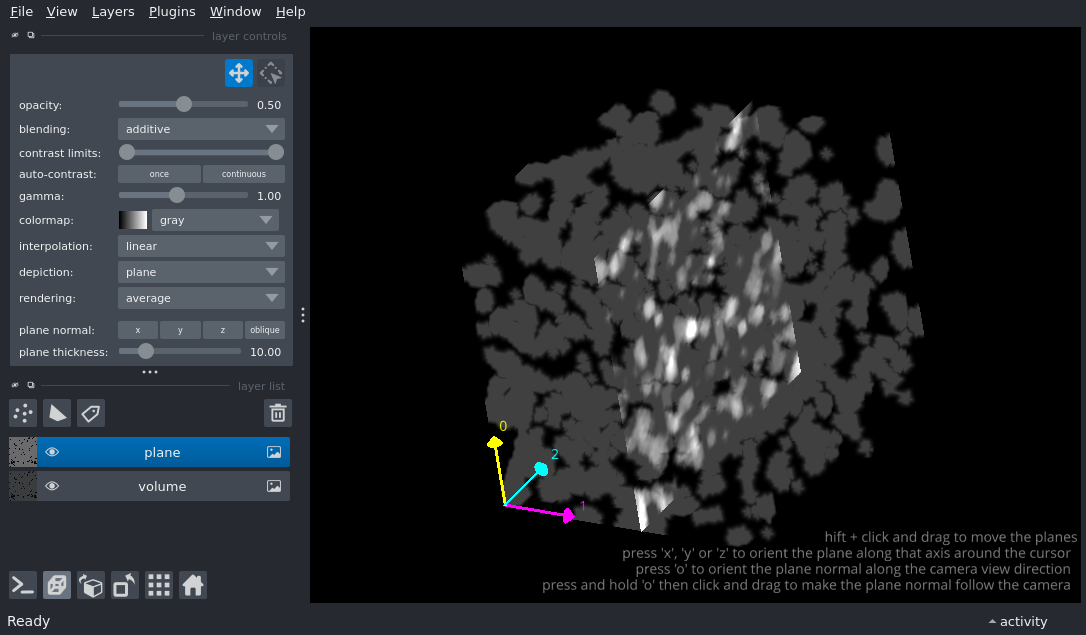 File View Layers Plugins Window Help
layer controls
opacity: 0.50
blending: additive
contrast limits:
auto-contrast: once continuous
gamma: 1.00
colormap: gray
interpolation: linear
depiction: plane
rendering: average
plane normal: x y z oblique
plane thickness: 10.00
layer list
plane
volume
0
2
1
hift + click and drag to move the planes
press 'x', 'y' or 'z' to orient the plane along that axis around the cursor
press 'o' to orient the plane normal along the camera view direction
press and hold 'o' then click and drag to make the plane normal follow the camera
Ready activity